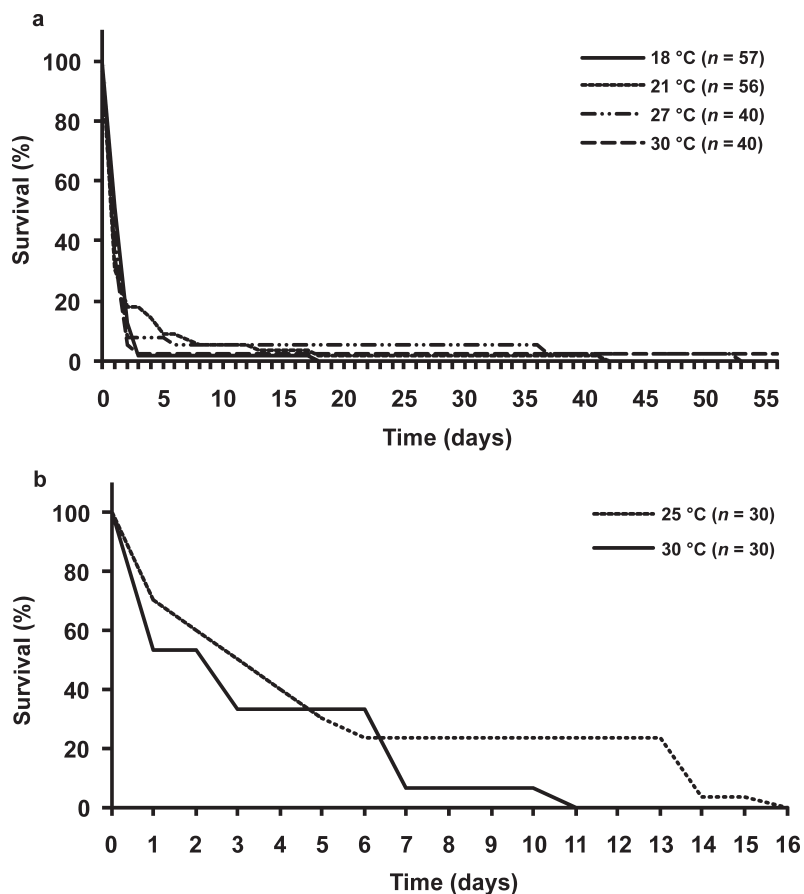 a
100
80
60
40
20
0
Survival (%)
18 °C (n = 57)
21 °C (n = 56)
27 °C (n = 40)
30 °C (n = 40)
0 5 10 15 20 25 30 35 40 45 50 55
Time (days)
b
100
80
60
40
20
0
Survival (%)
25 °C (n = 30)
30 °C (n = 30)
0 1 2 3 4 5 6 7 8 9 10 11 12 13 14 15 16
Time (days)